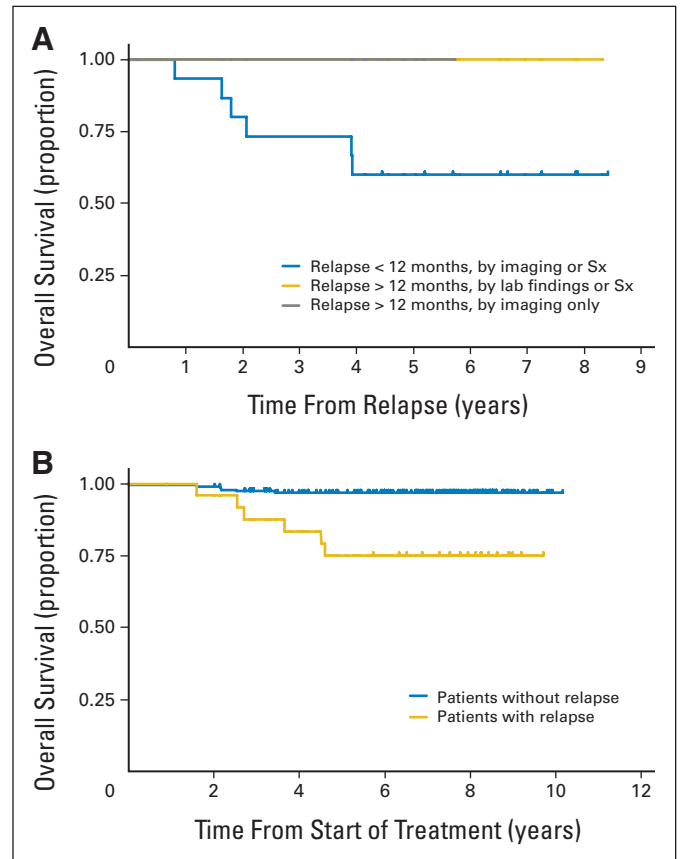 A
Overall Survival (proportion)
1.00
0.75
0.50
0.25
0
1 2 3 4 5 6 7 8 9
Relapse < 12 months, by imaging or Sx
Relapse > 12 months, by lab findings or Sx
Relapse > 12 months, by imaging only
Time From Relapse (years)
B
Overall Survival (proportion)
1.00
0.75
0.50
0.25
0
2 4 6 8 10 12
Patients without relapse
Patients with relapse
Time From Start of Treatment (years)